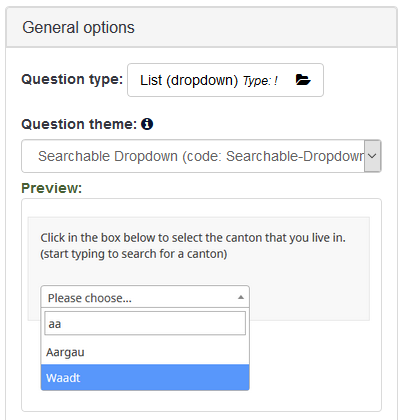 General options
Question type: List (dropdown) Type: !
Question theme:
Searchable Dropdown (code: Searchable-Dropdown
Preview:
Click in the box below to select the canton that you live in.
(start typing to search for a canton)
Please choose...
aa
Aargau
Waadt